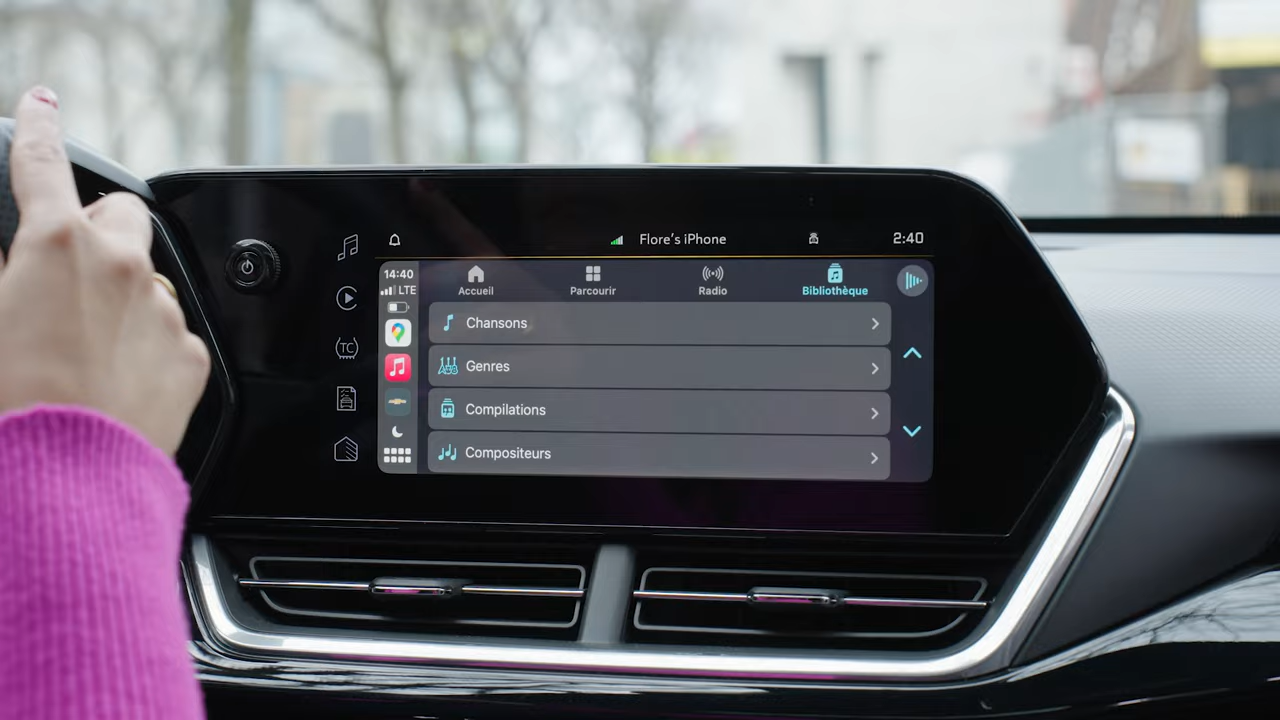 Flore's iPhone
2:40
14:40
LTE
Accueil
Parcourir
Radio
Bibliothèque
TC
Chansons
Genres
Compilations
Compositeurs